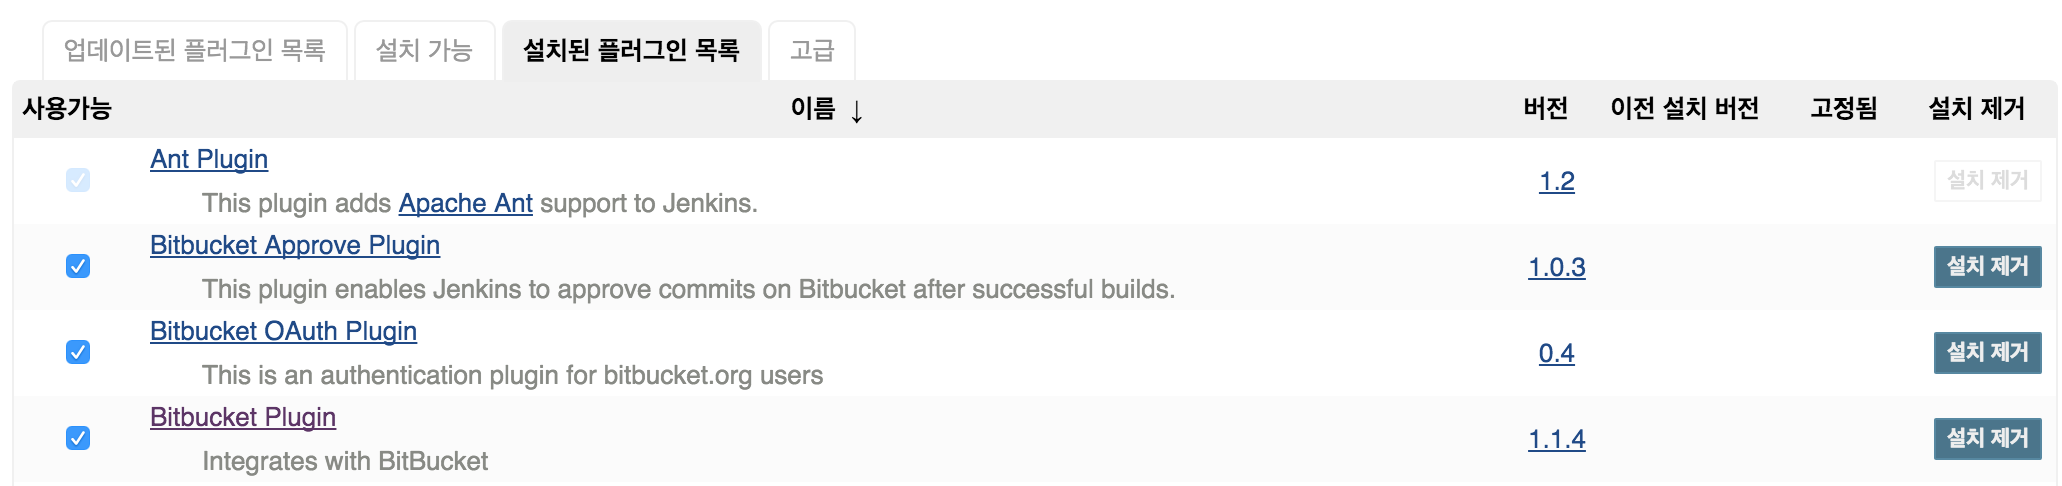 업데이트된 플러그인 목록 설치 가능 설치된 플러그인 목록 고급
사용가능 이름 ↓ 버전 이전 설치 버전 고정됨 설치 제거
Ant Plugin
This plugin adds Apache Ant support to Jenkins.
1.2 설치 제거
Bitbucket Approve Plugin
This plugin enables Jenkins to approve commits on Bitbucket after successful builds.
1.0.3 설치 제거
Bitbucket OAuth Plugin
This is an authentication plugin for bitbucket.org users
0.4 설치 제거
Bitbucket Plugin
Integrates with BitBucket
1.1.4 설치 제거